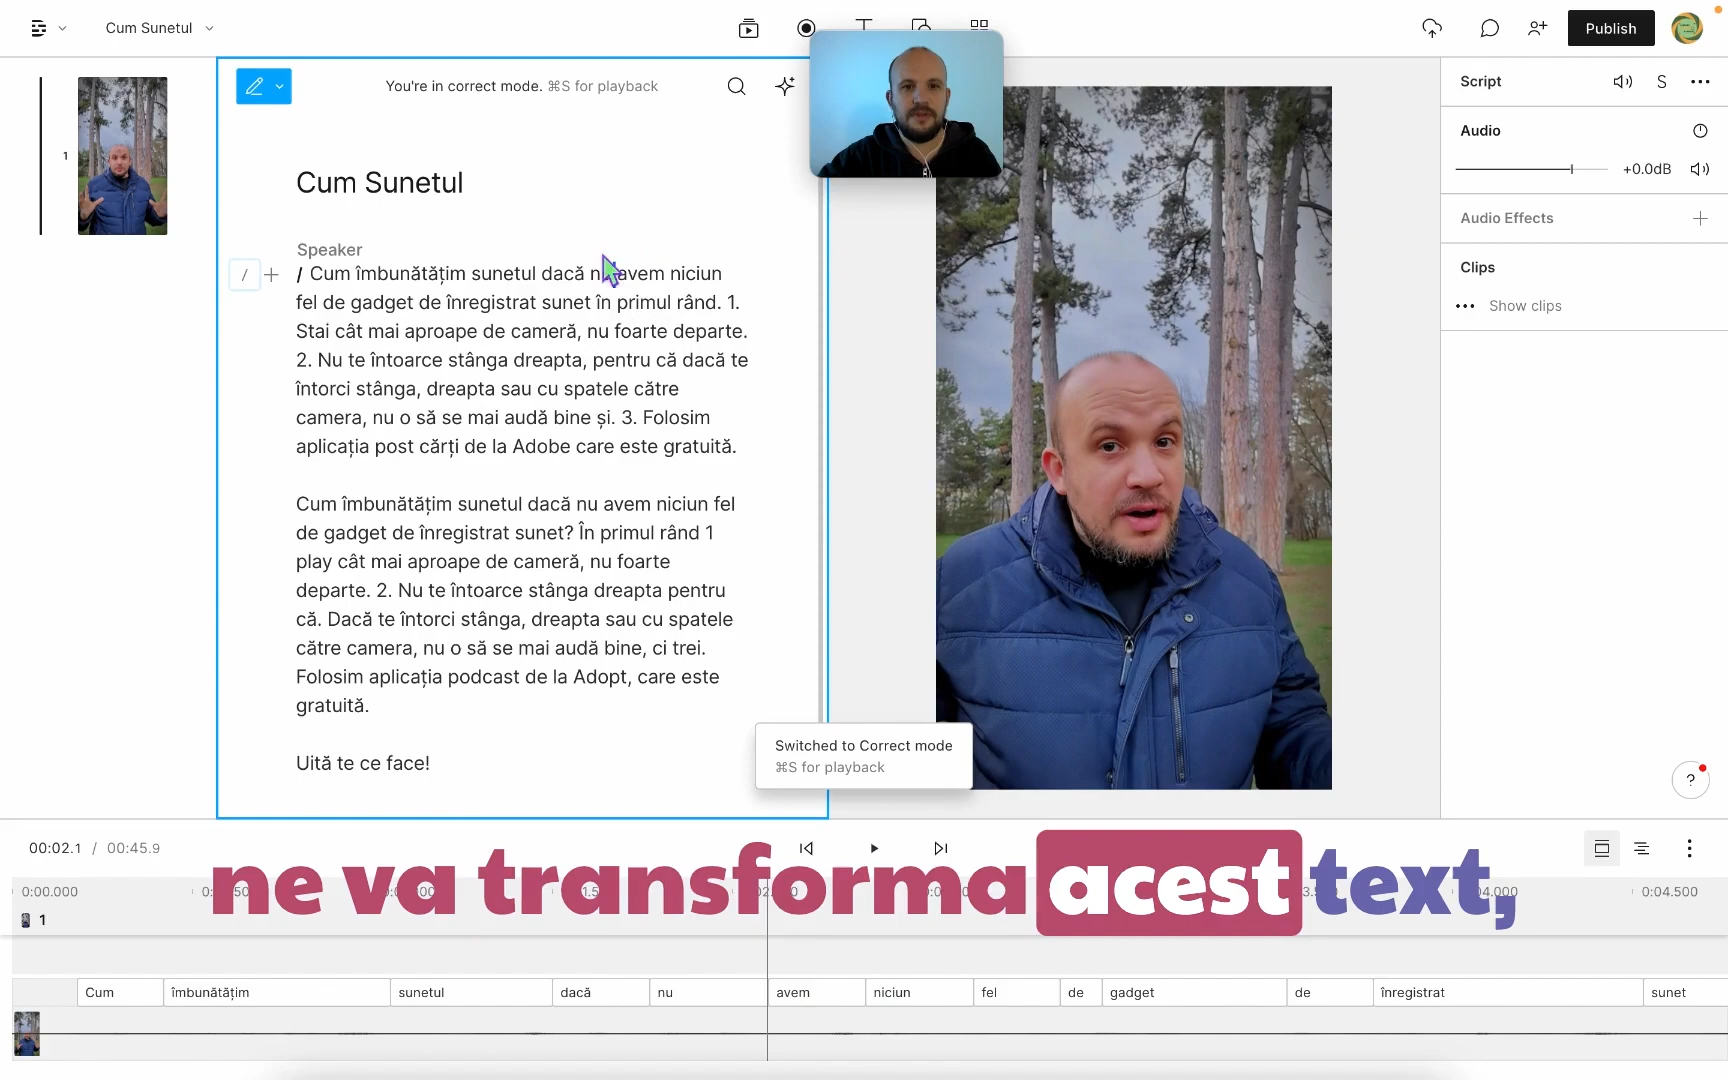 Cum Sunetul
Publish
1
You're in correct mode. ⌘S for playback
Cum Sunetul
Speaker
/
/ Cum îmbunătățim sunetul dacă nu avem niciun
fel de gadget de înregistrat sunet în primul rând. 1.
Stai cât mai aproape de cameră, nu foarte departe.
2. Nu te întoarce stânga dreapta, pentru că dacă te
întorci stânga, dreapta sau cu spatele către
camera, nu o să se mai audă bine și. 3. Folosim
aplicația post cărți de la Adobe care este gratuită.
Cum îmbunătățim sunetul dacă nu avem niciun fel
de gadget de înregistrat sunet? În primul rând 1
play cât mai aproape de cameră, nu foarte
departe. 2. Nu te întoarce stânga dreapta pentru
că. Dacă te întorci stânga, dreapta sau cu spatele
către camera, nu o să se mai audă bine, ci trei.
Folosim aplicația podcast de la Adopt, care este
gratuită.
Uită te ce face!
Switched to Correct mode
⌘S for playback
Script
S
Audio
+0.0dB
Audio Effects
Clips
Show clips
?
00:02.1 / 00:45.9
0:00.000
0:04.500
ne va transforma acest text,
1
Cum îmbunătățim sunetul dacă nu avem niciun fel de gadget de înregistrat sunet